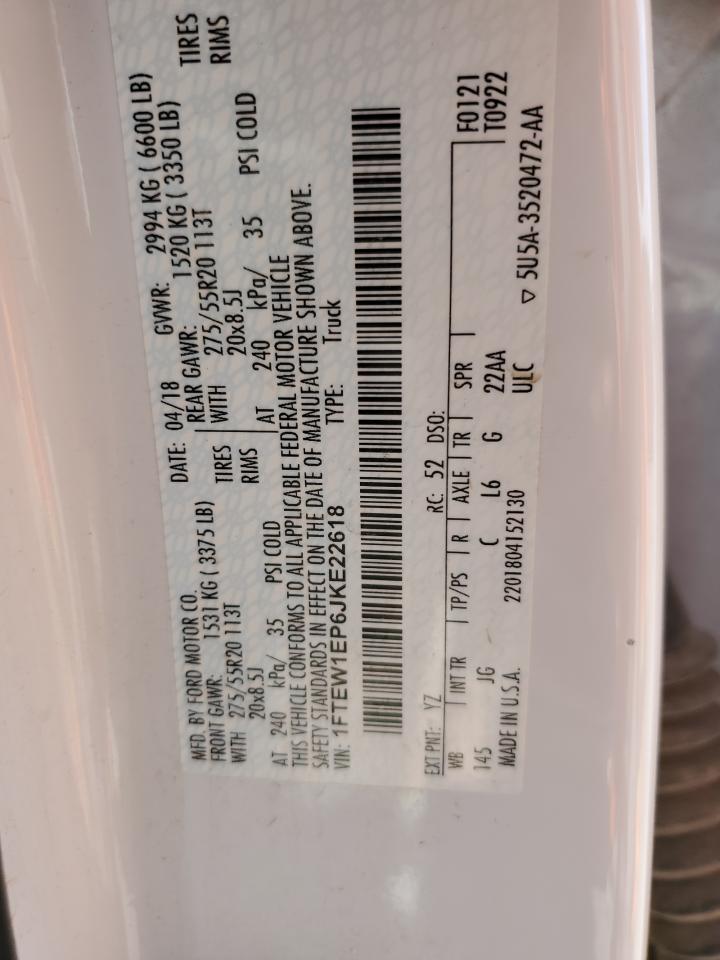 MFD. BY FORD MOTOR CO.
DATE: 04/18 GVWR: 2994 KG ( 6600 LB)
FRONT GAWR: 1531 KG ( 3375 LB) REAR GAWR: 1520 KG ( 3350 LB)
WITH 275/55R20 113T TIRES WITH 275/55R20 113T TIRES
20x8.5J RIMS 20x8.5J RIMS
AT 240 kPa/ 35 PSI COLD AT 240 kPa/ 35 PSI COLD
THIS VEHICLE CONFORMS TO ALL APPLICABLE FEDERAL MOTOR VEHICLE
SAFETY STANDARDS IN EFFECT ON THE DATE OF MANUFACTURE SHOWN ABOVE.
VIN: 1FTEW1EP6JKE22618 TYPE: Truck
EXT PNT: YZ RC: 52 DSO:
WB INT TR TP/PS R AXLE TR SPR F0121
145 JG C L6 G 22AA T0922
MADE IN U.S.A. 2201804152130 ULC ▽ 5U5A-3520472-AA